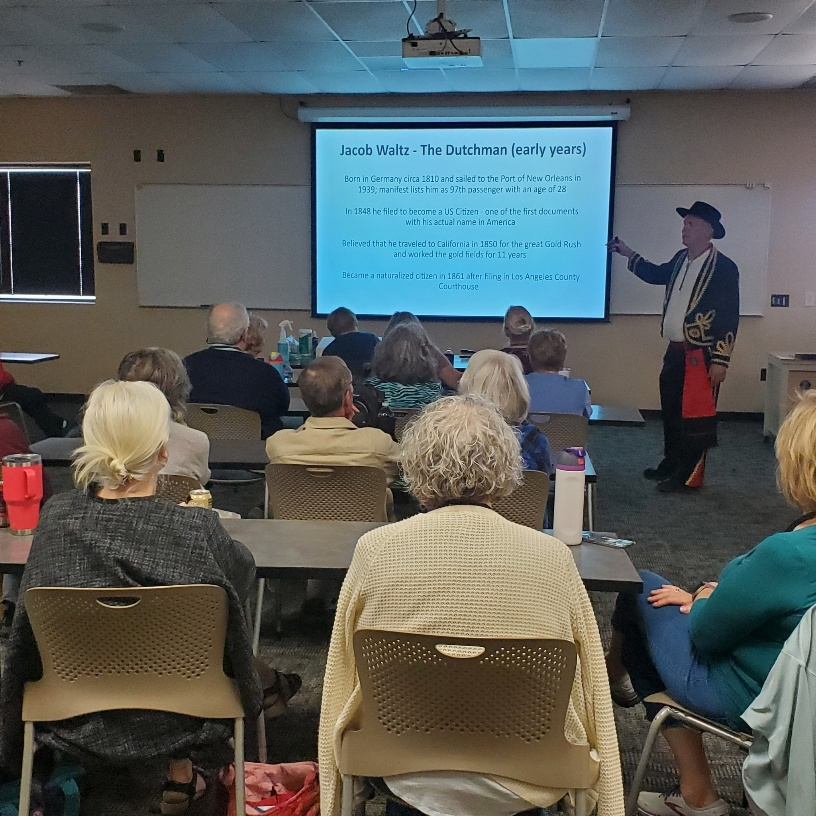 Jacob Waltz - The Dutchman (early years)
Born in Germany circa 1810 and sailed to the Port of New Orleans in
1939; manifest lists him as 97th passenger with an age of 28
In 1848 he filed to become a US Citizen - one of the first documents
with his actual name in America
Believed that he traveled to California in 1850 for the great Gold Rush
and worked the gold fields for 11 years
Became a naturalized citizen in 1861 after filing in Los Angeles County
Courthouse